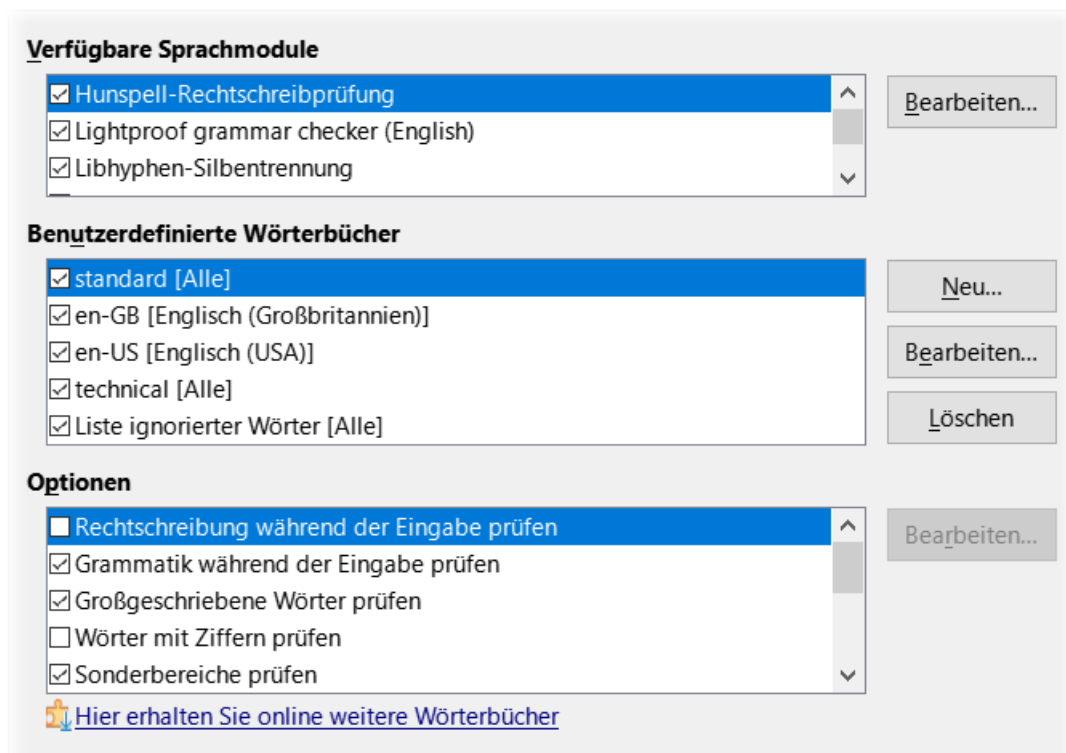 Verfügbare Sprachmodule
Hunspell-Rechtschreibprüfung
Lightproof grammar checker (English)
Libhyphen-Silbentrennung
Bearbeiten...
Benutzerdefinierte Wörterbücher
standard [Alle]
en-GB [Englisch (Großbritannien)]
en-US [Englisch (USA)]
technical [Alle]
Liste ignorierter Wörter [Alle]
Neu...
Bearbeiten...
Löschen
Optionen
Rechtschreibung während der Eingabe prüfen
Grammatik während der Eingabe prüfen
Großgeschriebene Wörter prüfen
Wörter mit Ziffern prüfen
Sonderbereiche prüfen
Bearbeiten...
Hier erhalten Sie online weitere Wörterbücher